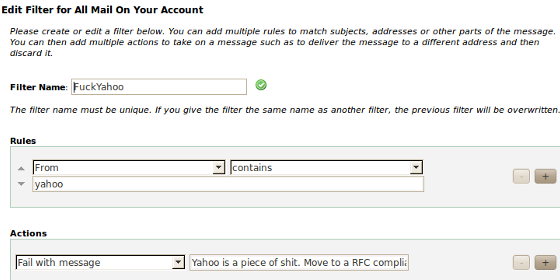 Edit Filter for All Mail On Your Account
Please create or edit a filter below. You can add multiple rules to match subjects, addresses or other parts of the message.
You can then add multiple actions to take on a message such as to deliver the message to a different address and then
discard it.
Filter Name: FuckYahoo
The filter name must be unique. If you give the filter the same name as another filter, the previous filter will be overwritten.
Rules
From contains
yahoo
- +
Actions
Fail with message Yahoo is a piece of shit. Move to a RFC complia
- +